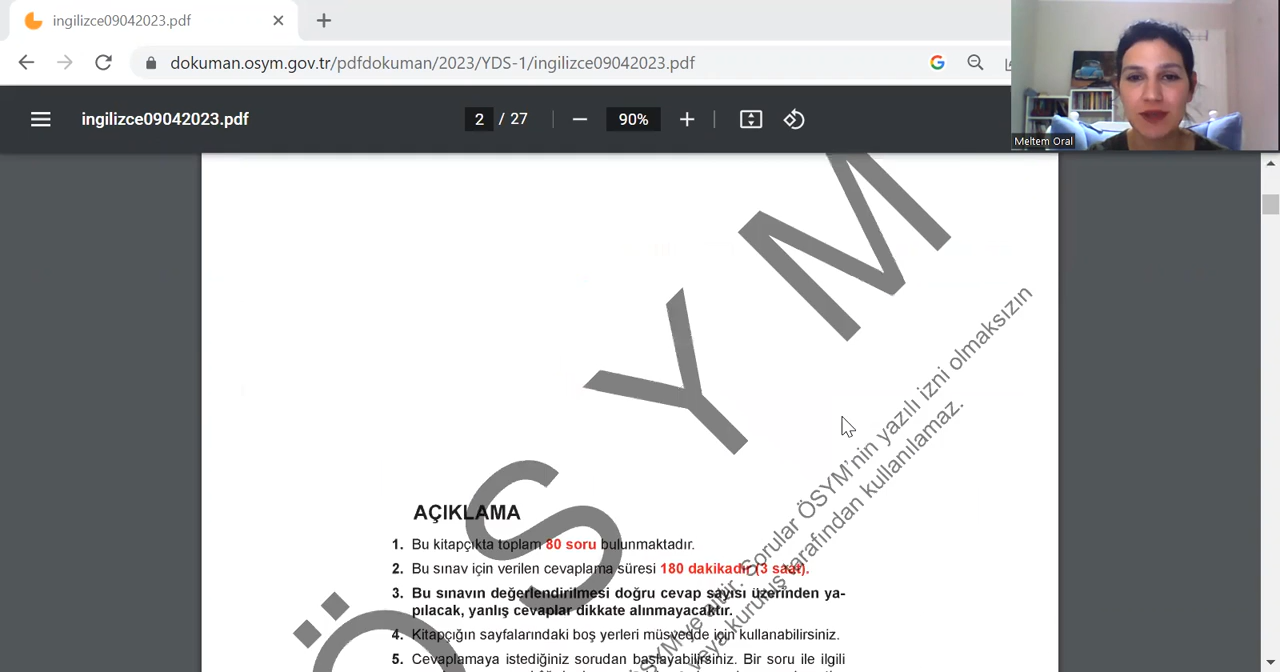 ingilizce09042023.pdf
dokuman.osym.gov.tr/pdfdokuman/2023/YDS-1/ingilizce09042023.pdf
ingilizce09042023.pdf
2 / 27
90%
Meltem Oral
ÖSYM
Sorular ÖSYM'nin yazılı izni olmaksızın
kuruluş tarafından kullanılamaz.
AÇIKLAMA
1. Bu kitapçıkta toplam 80 soru bulunmaktadır.
2. Bu sınav için verilen cevaplama süresi 180 dakikadır (3 saat).
3. Bu sınavın değerlendirilmesi doğru cevap sayısı üzerinden ya-
pılacak, yanlış cevaplar dikkate alınmayacaktır.
4. Kitapçığın sayfalarındaki boş yerleri müsvedde için kullanabilirsiniz.
5. Cevaplamaya istediğiniz sorudan başlayabilirsiniz. Bir soru ile ilgili